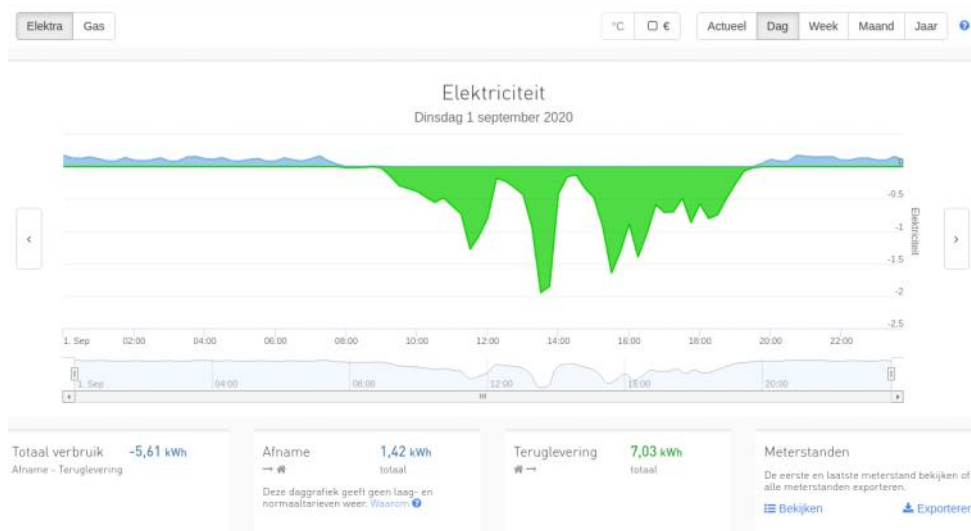 Elektra Gas °C € Actueel Dag Week Maand Jaar
Elektriciteit
Dinsdag 1 september 2020
0
-0.5
-1
-1.5
-2
-2.5
Elektriciteit
1. Sep 02:00 04:00 06:00 08:00 10:00 12:00 14:00 16:00 18:00 20:00 22:00
1. Sep 04:00 08:00 12:00 16:00 20:00
Totaal verbruik -5,61 kWh
Afname - Teruglevering
Afname 1,42 kWh
totaal
Deze daggrafiek geeft geen laag- en
normaaltarieven weer. Waarom
Teruglevering 7,03 kWh
totaal
Meterstanden
De eerste en laatste meterstand bekijken of
alle meterstanden exporteren.
Bekijken Exporteren